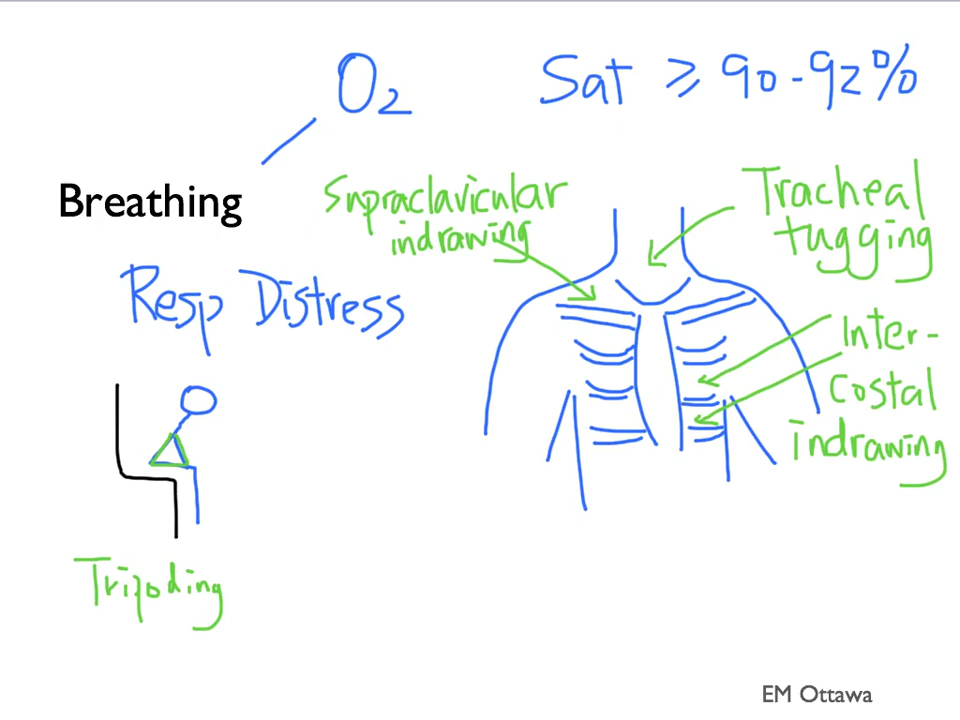 O2
Sat ≥ 90-92%
Breathing
Supraclavicular
indrawing
Tracheal
tugging
Resp Distress
Inter-
Costal
indrawing
Tripoding
EM Ottawa